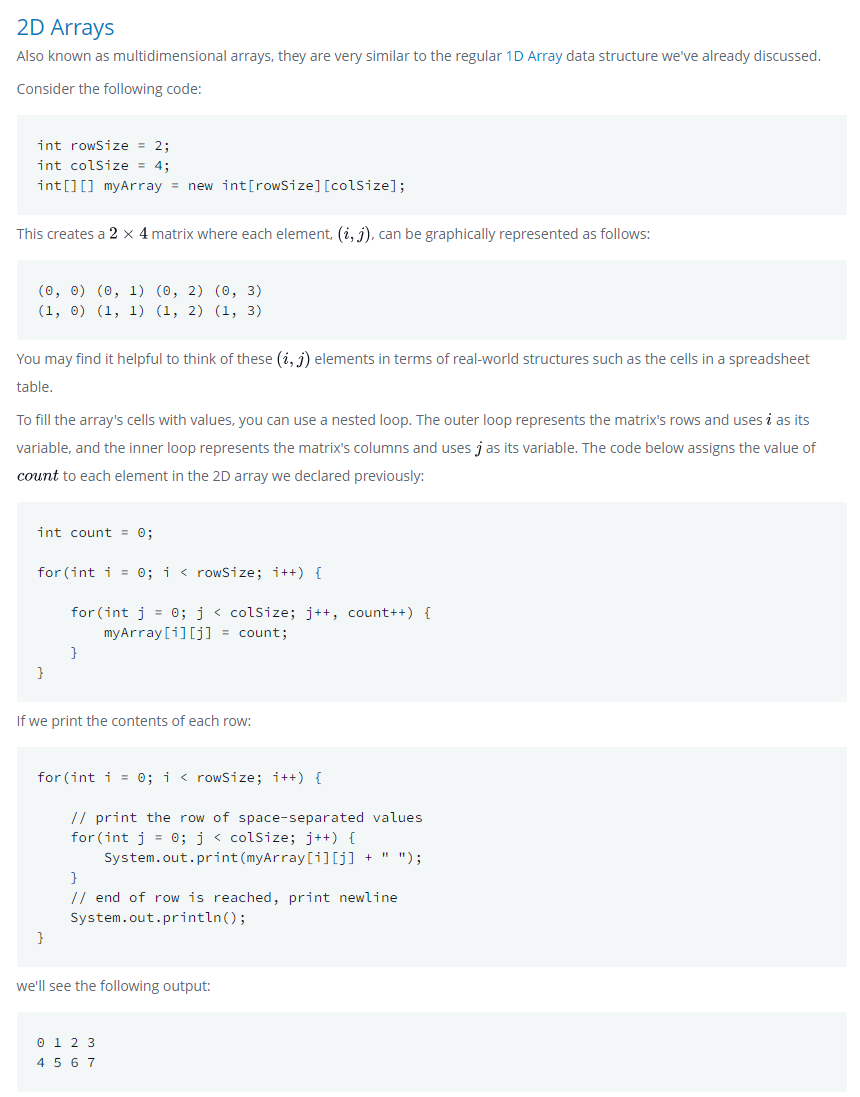 2D Arrays
Also known as multidimensional arrays, they are very similar to the regular 1D Array data structure we've already discussed.
Consider the following code:
int rowSize = 2;
int colSize = 4;
int[][] myArray = new int[rowSize][colSize];
This creates a 2 × 4 matrix where each element, (i, j), can be graphically represented as follows:
(0, 0) (0, 1) (0, 2) (0, 3)
(1, 0) (1, 1) (1, 2) (1, 3)
You may find it helpful to think of these (i, j) elements in terms of real-world structures such as the cells in a spreadsheet
table.
To fill the array's cells with values, you can use a nested loop. The outer loop represents the matrix's rows and uses i as its
variable, and the inner loop represents the matrix's columns and uses j as its variable. The code below assigns the value of
count to each element in the 2D array we declared previously:
int count = 0;
for(int i = 0; i < rowSize; i++) {
    for(int j = 0; j < colSize; j++, count++) {
        myArray[i][j] = count;
    }
}
If we print the contents of each row:
for(int i = 0; i < rowSize; i++) {
    // print the row of space-separated values
    for(int j = 0; j < colSize; j++) {
        System.out.print(myArray[i][j] + " ");
    }
    // end of row is reached, print newline
    System.out.println();
}
we'll see the following output:
0 1 2 3
4 5 6 7